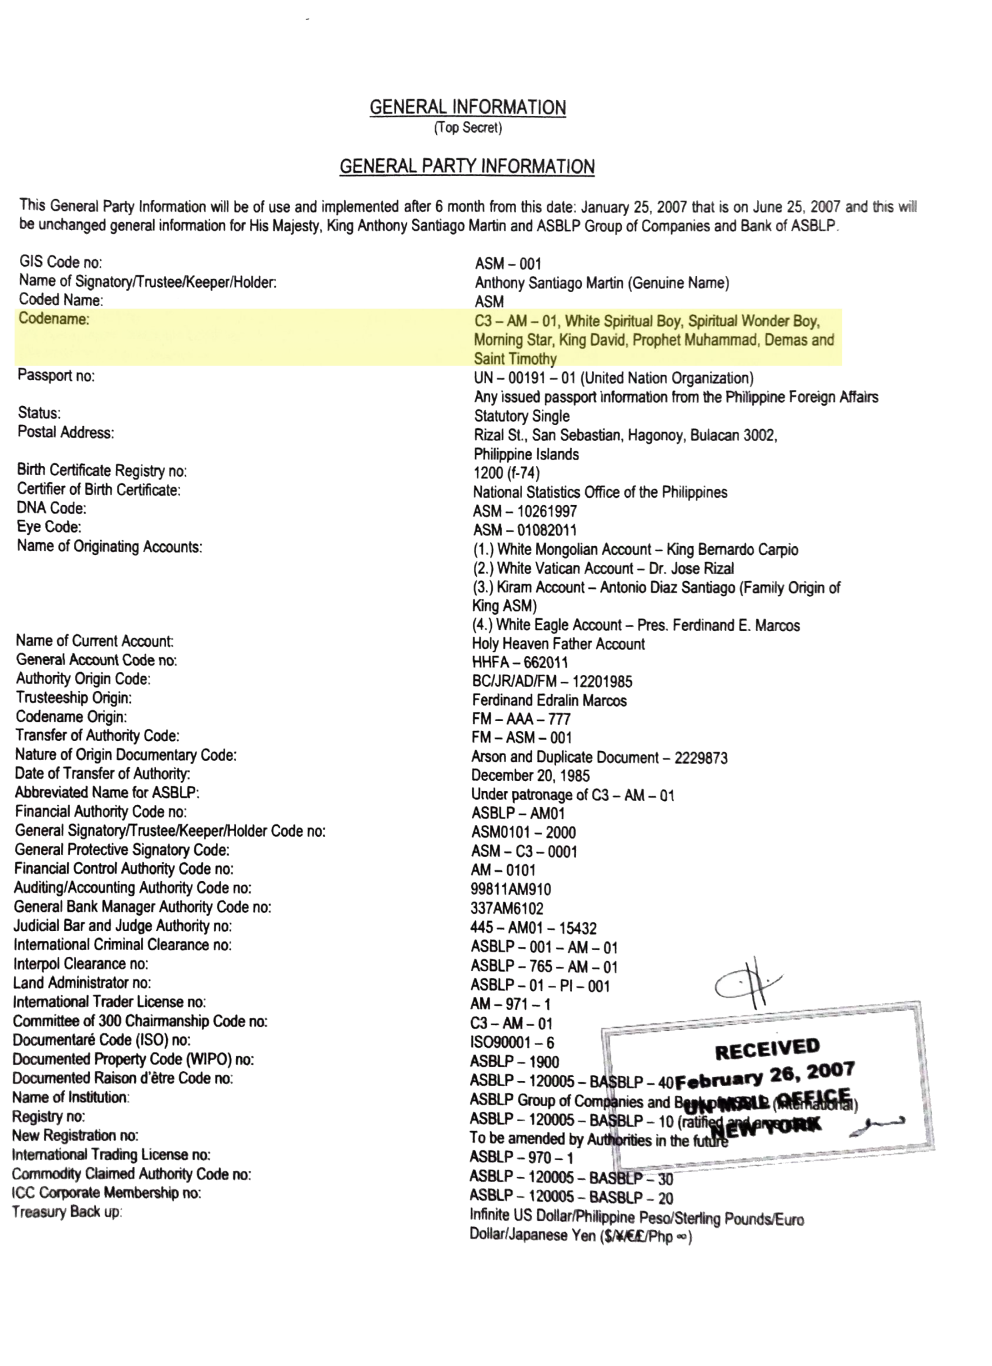 GENERAL INFORMATION
(Top Secret)
GENERAL PARTY INFORMATION
This General Party Information will be of use and implemented after 6 month from this date: January 25, 2007 that is on June 25, 2007 and this will
be unchanged general information for His Majesty, King Anthony Santiago Martin and ASBLP Group of Companies and Bank of ASBLP.
GIS Code no: ASM – 001
Name of Signatory/Trustee/Keeper/Holder: Anthony Santiago Martin (Genuine Name)
Coded Name: ASM
Codename: C3 – AM – 01, White Spiritual Boy, Spiritual Wonder Boy,
Morning Star, King David, Prophet Muhammad, Demas and
Saint Timothy
Passport no: UN – 00191 – 01 (United Nation Organization)
Any issued passport information from the Philippine Foreign Affairs
Status: Statutory Single
Postal Address: Rizal St., San Sebastian, Hagonoy, Bulacan 3002,
Philippine Islands
Birth Certificate Registry no: 1200 (f-74)
Certifier of Birth Certificate: National Statistics Office of the Philippines
DNA Code: ASM – 10261997
Eye Code: ASM – 01082011
Name of Originating Accounts: (1.) White Mongolian Account – King Bernardo Carpio
(2.) White Vatican Account – Dr. Jose Rizal
(3.) Kiram Account – Antonio Diaz Santiago (Family Origin of
King ASM)
(4.) White Eagle Account – Pres. Ferdinand E. Marcos
Name of Current Account: Holy Heaven Father Account
General Account Code no: HHFA – 662011
Authority Origin Code: BC/JR/AD/FM – 12201985
Trusteeship Origin: Ferdinand Edralin Marcos
Codename Origin: FM – AAA – 777
Transfer of Authority Code: FM – ASM – 001
Nature of Origin Documentary Code: Arson and Duplicate Document – 2229873
Date of Transfer of Authority: December 20, 1985
Abbreviated Name for ASBLP: Under patronage of C3 – AM – 01
Financial Authority Code no: ASBLP – AM01
General Signatory/Trustee/Keeper/Holder Code no: ASM0101 – 2000
General Protective Signatory Code: ASM – C3 – 0001
Financial Control Authority Code no: AM – 0101
Auditing/Accounting Authority Code no: 99811AM910
General Bank Manager Authority Code no: 337AM6102
Judicial Bar and Judge Authority no: 445 – AM01 – 15432
International Criminal Clearance no: ASBLP – 001 – AM – 01
Interpol Clearance no: ASBLP – 765 – AM – 01
Land Administrator no: ASBLP – 01 – PI – 001
International Trader License no: AM – 971 – 1
Committee of 300 Chairmanship Code no: C3 – AM – 01
Documentaré Code (ISO) no: ISO90001 – 6
Documented Property Code (WIPO) no: ASBLP – 1900
Documented Raison d'être Code no: ASBLP – 120005 – BASBLP – 40
Name of Institution: ASBLP Group of Companies and (International)
Registry no: ASBLP – 120005 – BASBLP – 10 (ratified and
New Registration no: To be amended by Authorities in the future
International Trading License no: ASBLP – 970 – 1
Commodity Claimed Authority Code no: ASBLP – 120005 – BASBLP – 30
ICC Corporate Membership no: ASBLP – 120005 – BASBLP – 20
Treasury Back up: Infinite US Dollar/Philippine Peso/Sterling Pounds/Euro
Dollar/Japanese Yen ($/¥/€£/Php ∞)
RECEIVED
February 26, 2007
UN MAIL OFFICE
NEW YORK